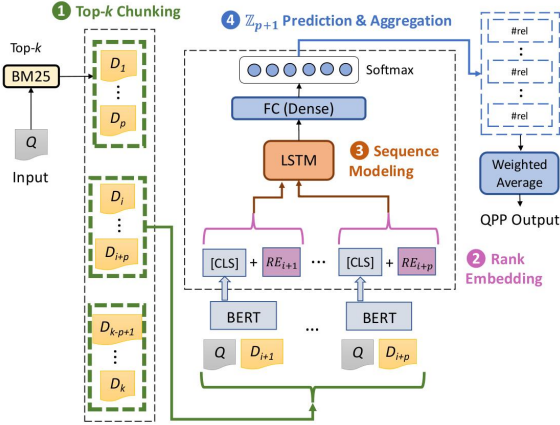 1 Top-k Chunking
4 ℤp+1 Prediction & Aggregation
Top-k
BM25
Q
Input
D1
⋮
Dp
Di
⋮
Di+p
Dk-p+1
⋮
Dk
Softmax
FC (Dense)
LSTM
3 Sequence
Modeling
[CLS] + REi+1 ... [CLS] + REi+p
2 Rank
Embedding
BERT ... BERT
Q Di+1 Q Di+p
#rel
⋮
#rel
⋮
#rel
Weighted
Average
QPP Output